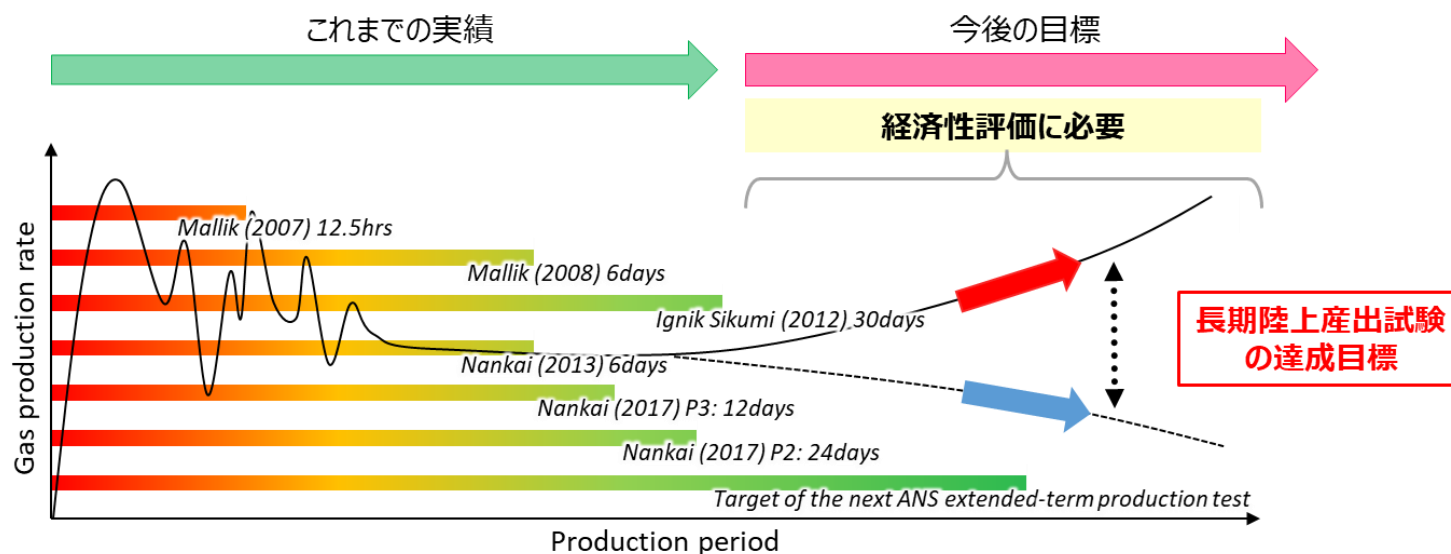 これまでの実績
今後の目標
経済性評価に必要
Gas production rate
Mallik (2007) 12.5hrs
Mallik (2008) 6days
Ignik Sikumi (2012) 30days
Nankai (2013) 6days
Nankai (2017) P3: 12days
Nankai (2017) P2: 24days
Target of the next ANS extended-term production test
長期陸上産出試験
の達成目標
Production period